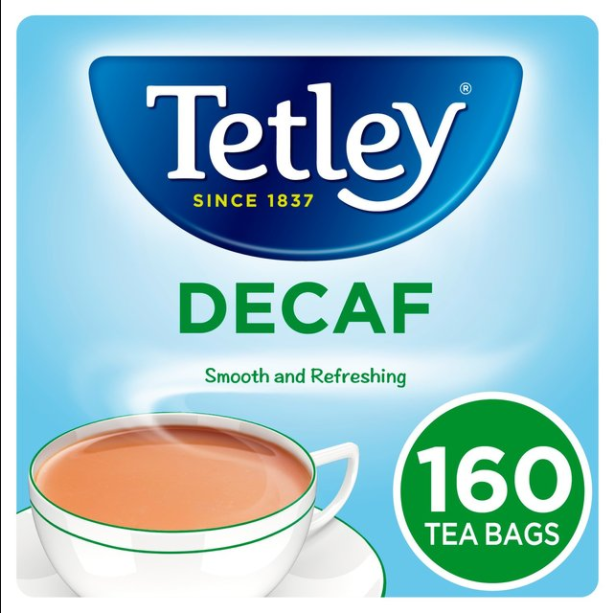 Tetley®
SINCE 1837
DECAF
Smooth and Refreshing
160
TEA BAGS